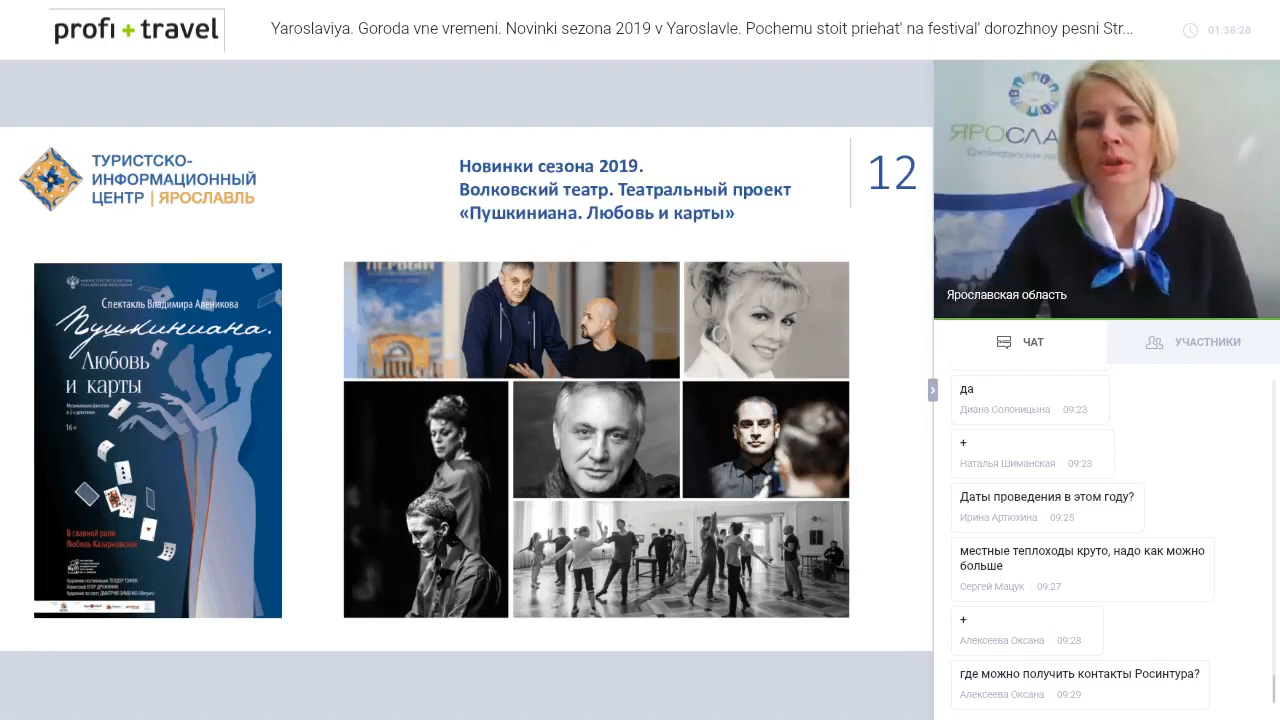 profi + travel
Yaroslaviya. Goroda vne vremeni. Novinki sezona 2019 v Yaroslavle. Pochemu stoit priehat' na festival' dorozhnoy pesni Str...
01:38:28
ТУРИСТСКО-
ИНФОРМАЦИОННЫЙ
ЦЕНТР | ЯРОСЛАВЛЬ
Новинки сезона 2019.
Волковский театр. Театральный проект
«Пушкиниана. Любовь и карты»
12
Спектакль Владимира Аленикова
Пушкиниана.
Любовь
и карты
16+
В главной роли
Любовь Казарновская
ПЕРВЫЙ
ЯРОСЛА
Ярославская область
ЧАТ
УЧАСТНИКИ
да
Диана Солоницына 09:23
+
Наталья Шиманская 09:23
Даты проведения в этом году?
Ирина Артюхина 09:25
местные теплоходы круто, надо как можно
больше
Сергей Мацук 09:27
+
Алексеева Оксана 09:28
где можно получить контакты Росинтура?
Алексеева Оксана 09:29